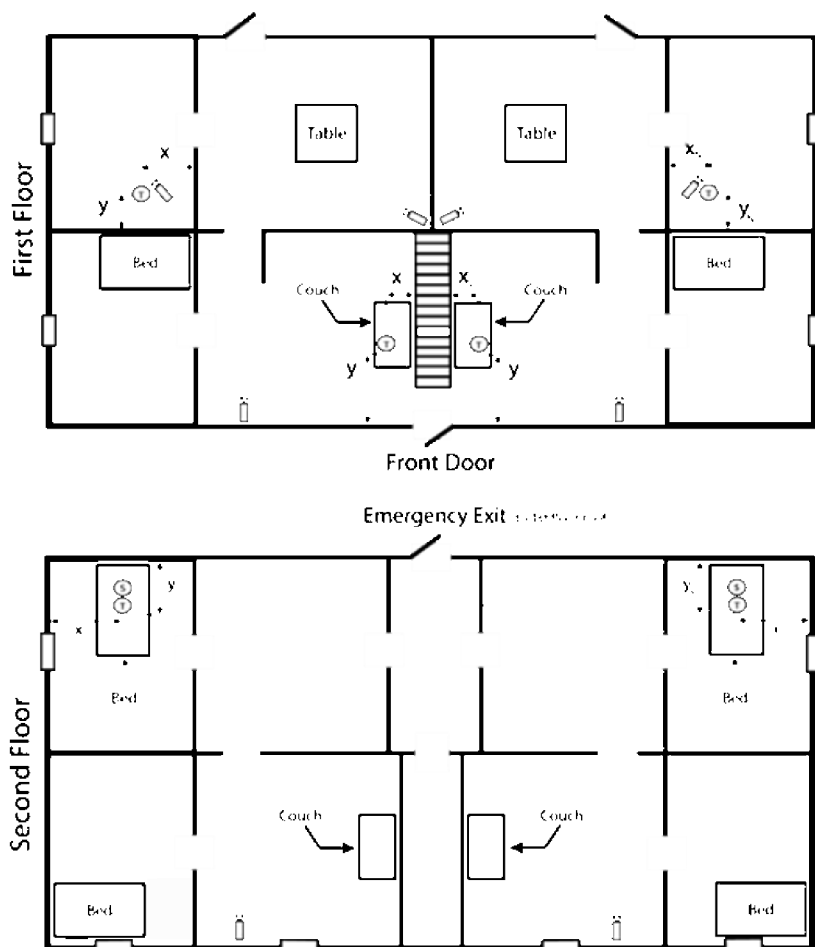 Table
Table
x
x
T
T
y
y
First Floor
Bed
Bed
x
x
Couch
Couch
T
T
y
y
Front Door
Emergency Exit
S
T
y
S
T
y
x
Bed
Bed
Second Floor
Couch
Couch
Bed
Bed